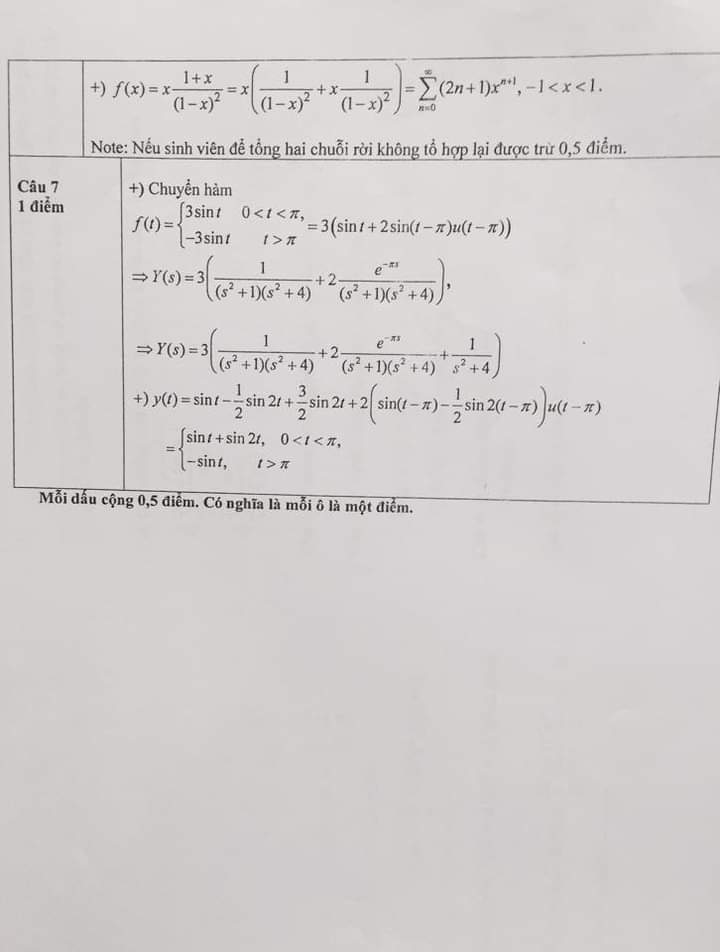 +) f(x) = x \frac{1+x}{(1-x)^2} = x\left(\frac{1}{(1-x)^2} + x\frac{1}{(1-x)^2}\right) = \sum_{n=0}^{\infty}(2n+1)x^{n+1}, -1 < x < 1.
Note: Nếu sinh viên để tổng hai chuỗi rời không tổ hợp lại được trừ 0,5 điểm.
Câu 7
1 điểm
+) Chuyển hàm
f(t) = \begin{cases} 3\sin t & 0 < t < \pi, \\ -3\sin t & t > \pi \end{cases} = 3(\sin t + 2\sin(t-\pi)u(t-\pi))
⇒ Y(s) = 3\left(\frac{1}{(s^2+1)(s^2+4)} + 2\frac{e^{-\pi s}}{(s^2+1)(s^2+4)}\right),
⇒ Y(s) = 3\left(\frac{1}{(s^2+1)(s^2+4)} + 2\frac{e^{-\pi s}}{(s^2+1)(s^2+4)} + \frac{1}{s^2+4}\right)
+) y(t) = \sin t - \frac{1}{2}\sin 2t + \frac{3}{2}\sin 2t + 2\left(\sin(t-\pi) - \frac{1}{2}\sin 2(t-\pi)\right)u(t-\pi)
= \begin{cases} \sin t + \sin 2t, & 0 < t < \pi, \\ -\sin t, & t > \pi \end{cases}
Mỗi dấu cộng 0,5 điểm. Có nghĩa là mỗi ô là một điểm.